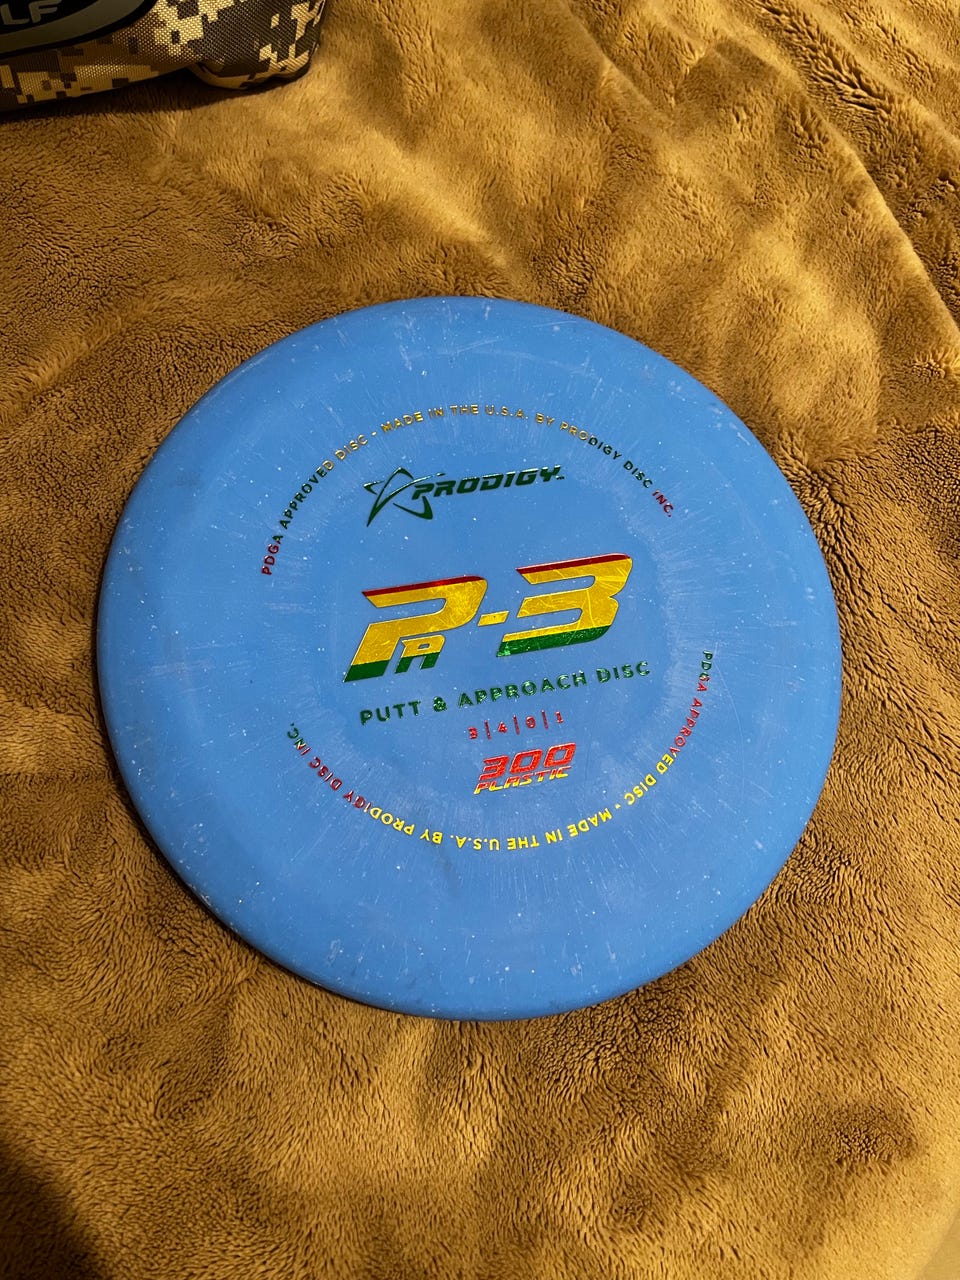 LF
PDGA APPROVED DISC - MADE IN THE U.S.A. BY PRODIGY DISC INC.
PRODIGY
PA-3
PUTT & APPROACH DISC
3|4|0|1
300
PLASTIC
PDGA APPROVED DISC - MADE IN THE U.S.A. BY PRODIGY DISC INC.